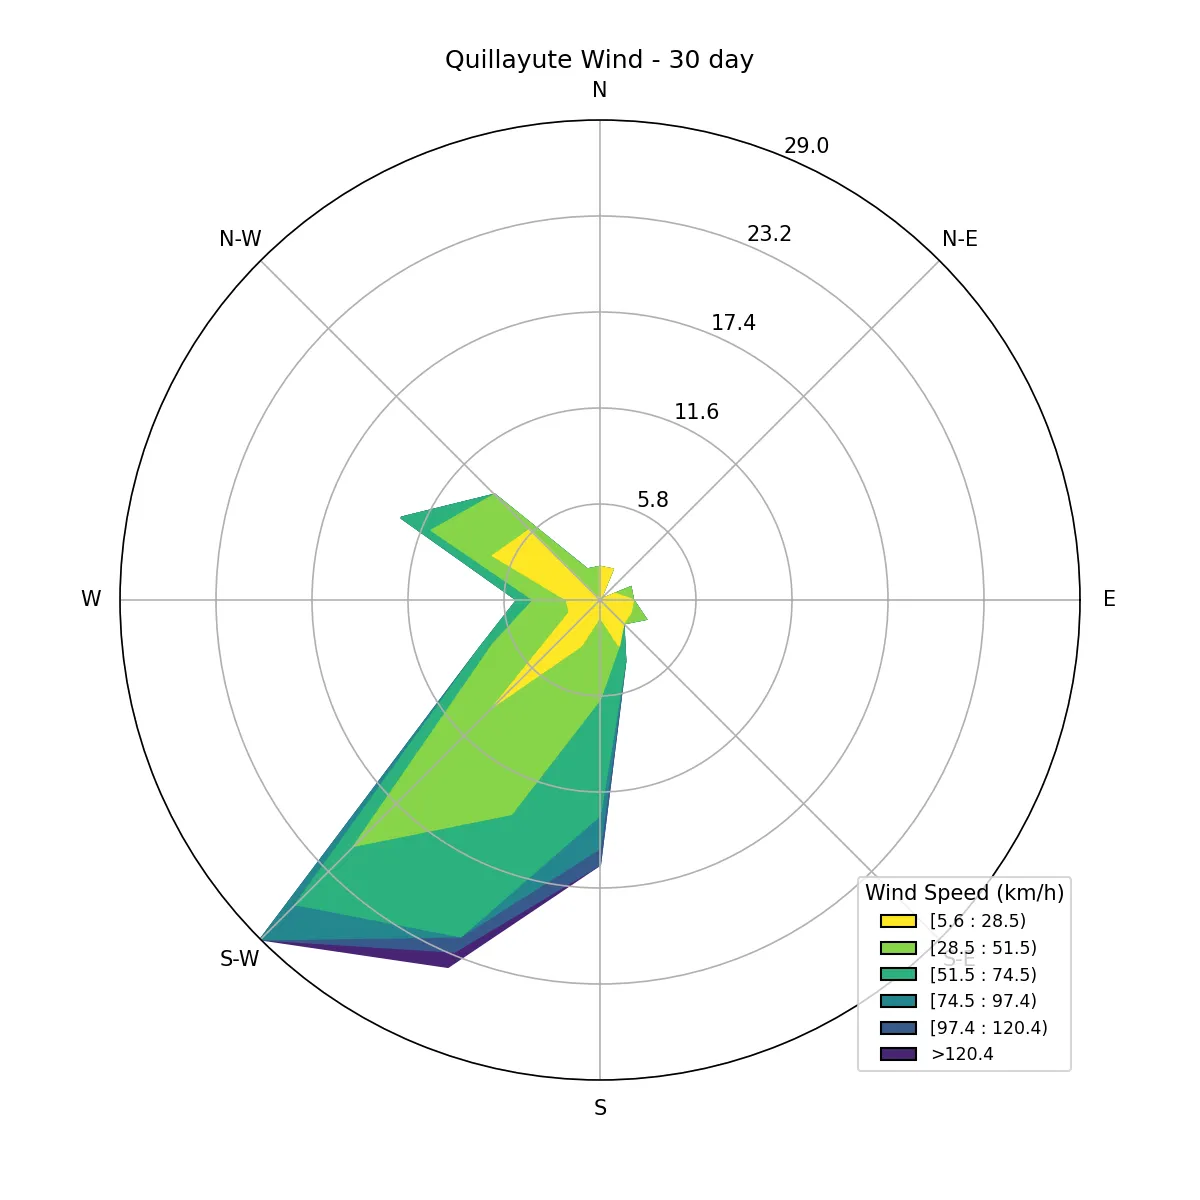 Quillayute Wind - 30 day
N
29.0
N-W
23.2
N-E
17.4
11.6
5.8
W
E
S-W
S-E
S
Wind Speed (km/h)
[5.6 : 28.5)
[28.5 : 51.5)
[51.5 : 74.5)
[74.5 : 97.4)
[97.4 : 120.4)
>120.4